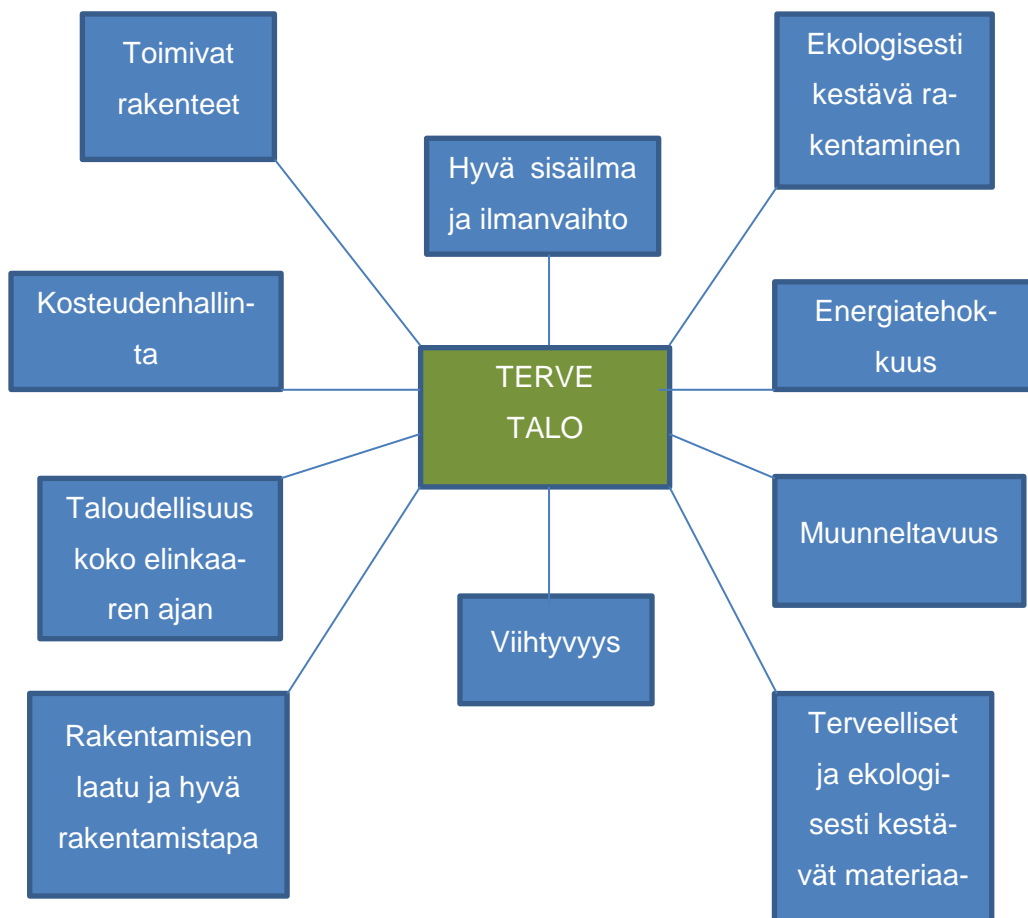 Toimivat
rakenteet
Ekologisesti
kestävä ra-
kentaminen
Hyvä sisäilma
ja ilmanvaihto
Kosteudenhallin-
ta
Energiatehok-
kuus
TERVE
TALO
Taloudellisuus
koko elinkaa-
ren ajan
Muunneltavuus
Viihtyvyys
Rakentamisen
laatu ja hyvä
rakentamistapa
Terveelliset
ja ekologi-
sesti kestä-
vät materiaa-